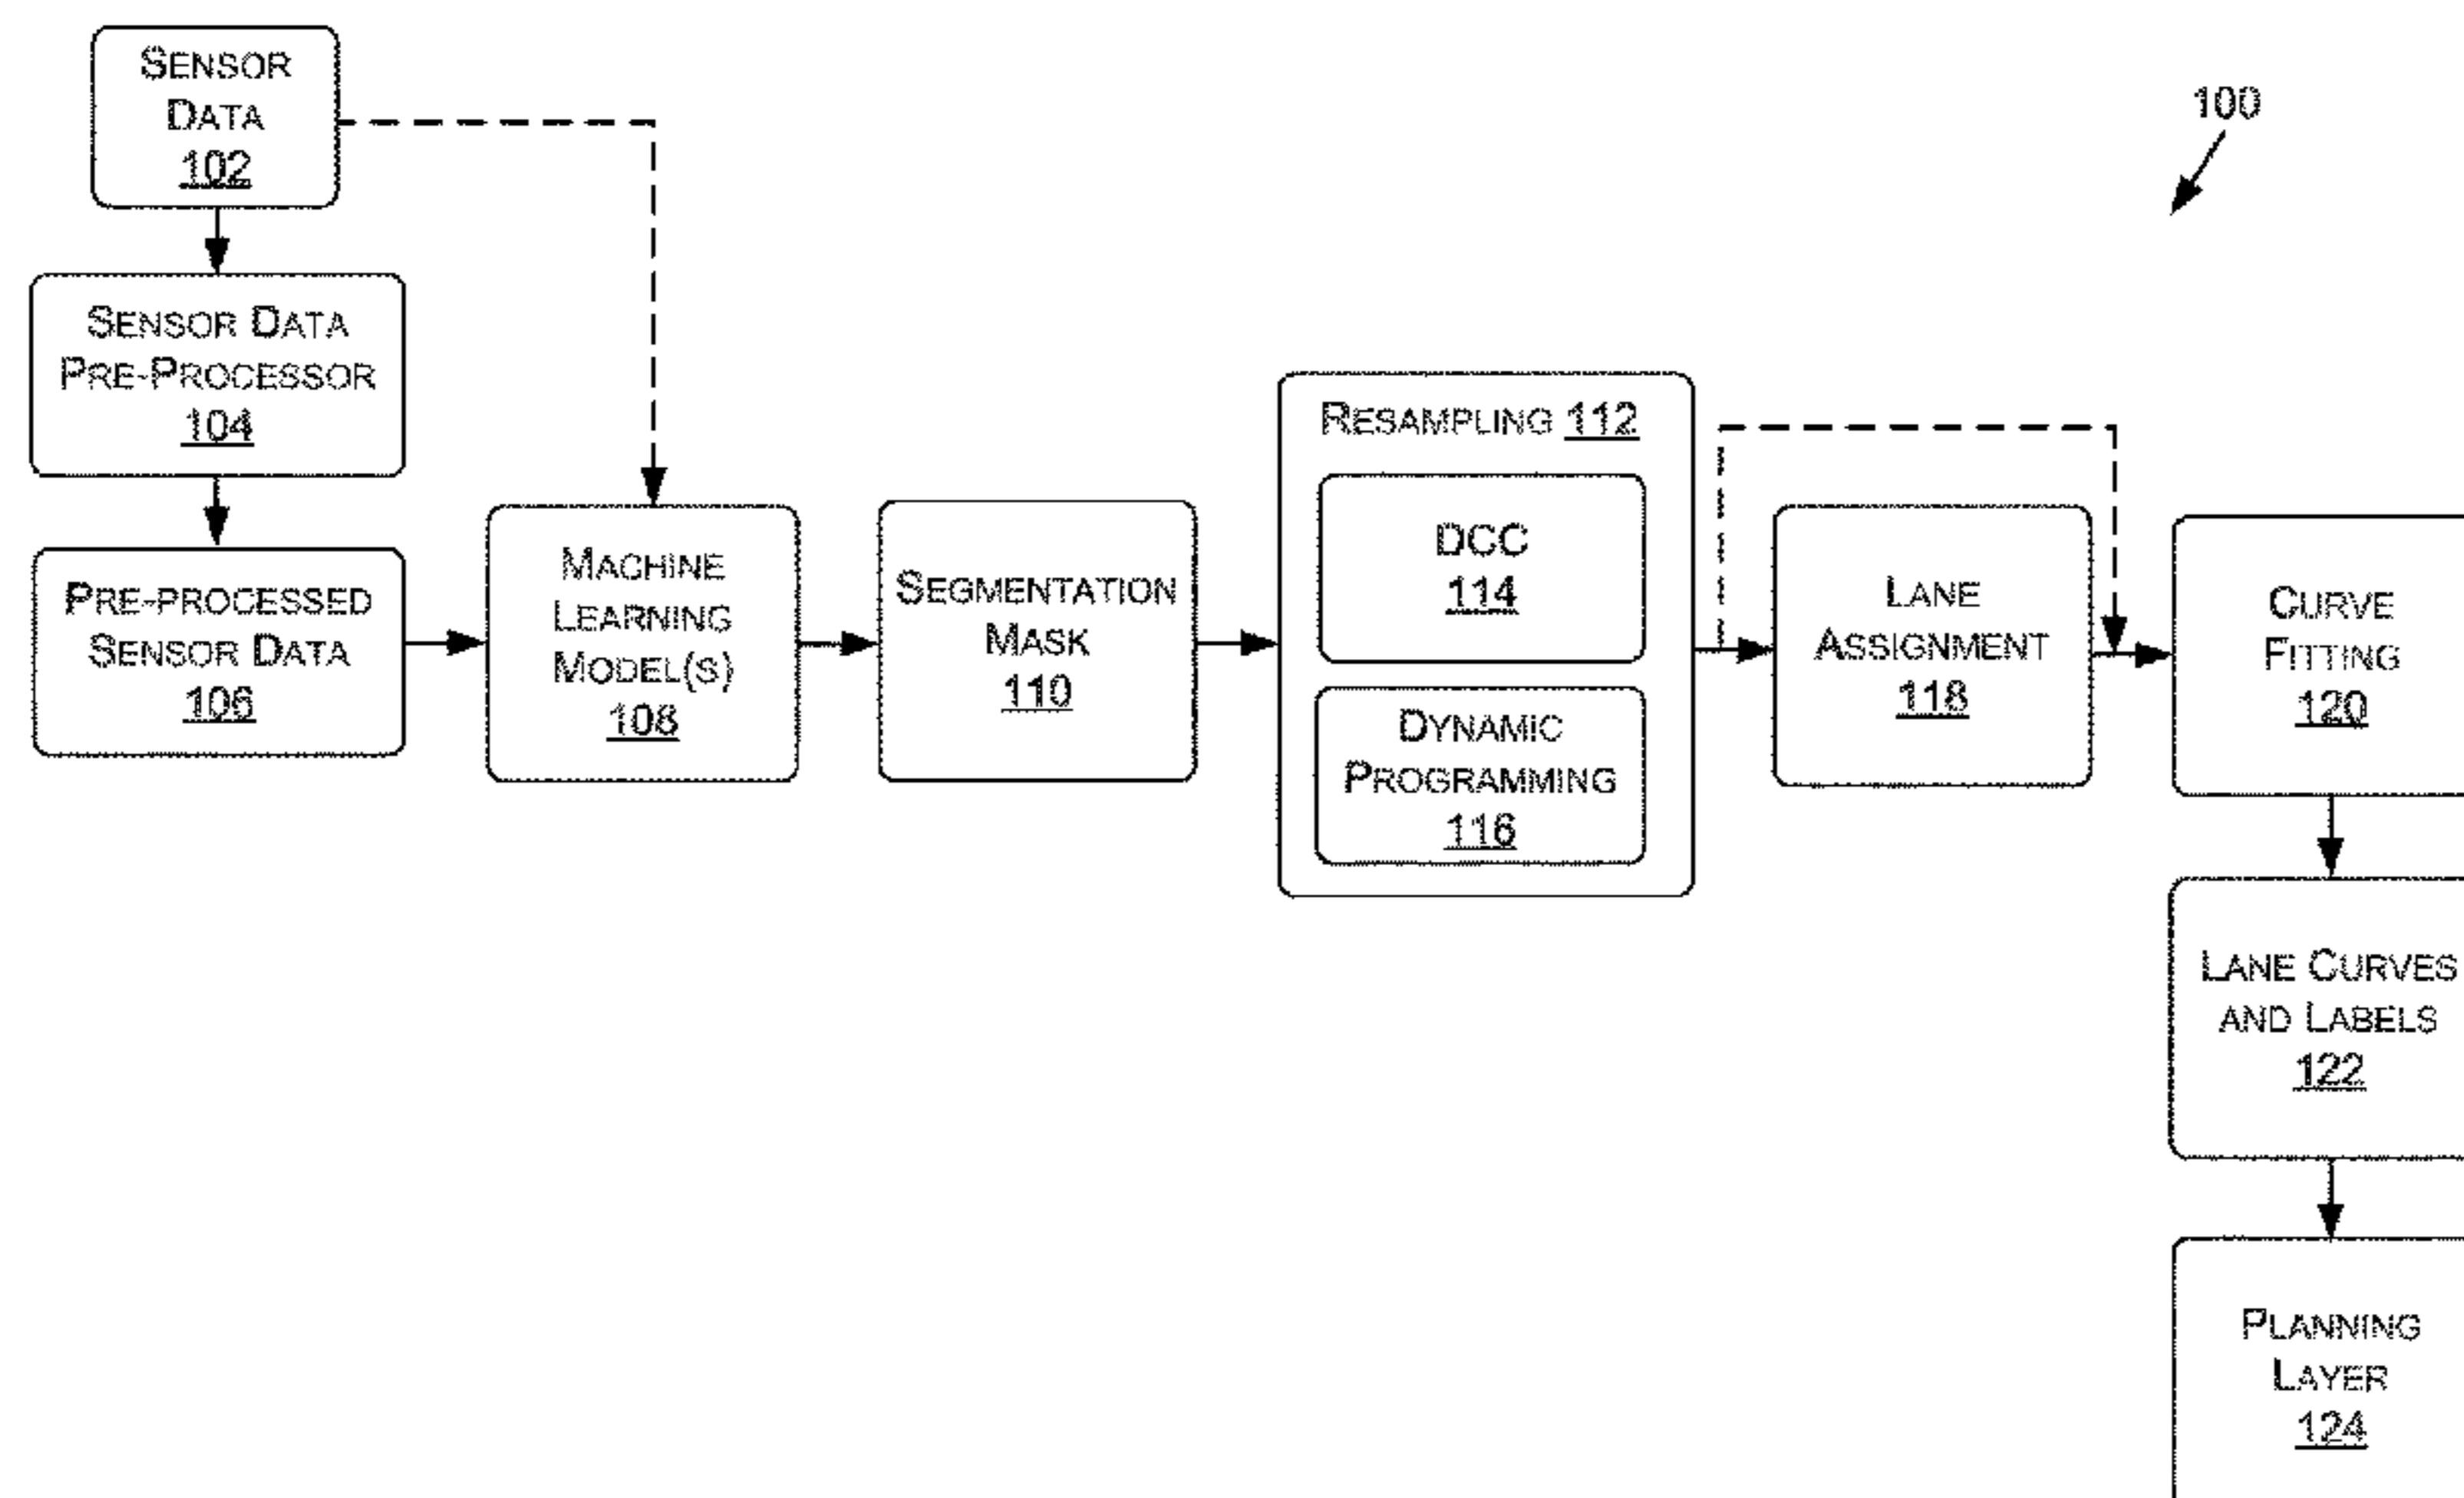 SENSOR
DATA
102
100
SENSOR DATA
PRE-PROCESSOR
104
PRE-PROCESSED
SENSOR DATA
106
MACHINE
LEARNING
MODEL(S)
108
SEGMENTATION
MASK
110
RESAMPLING 112
DCC
114
DYNAMIC
PROGRAMMING
116
LANE
ASSIGNMENT
118
CURVE
FITTING
120
LANE CURVES
AND LABELS
122
PLANNING
LAYER
124